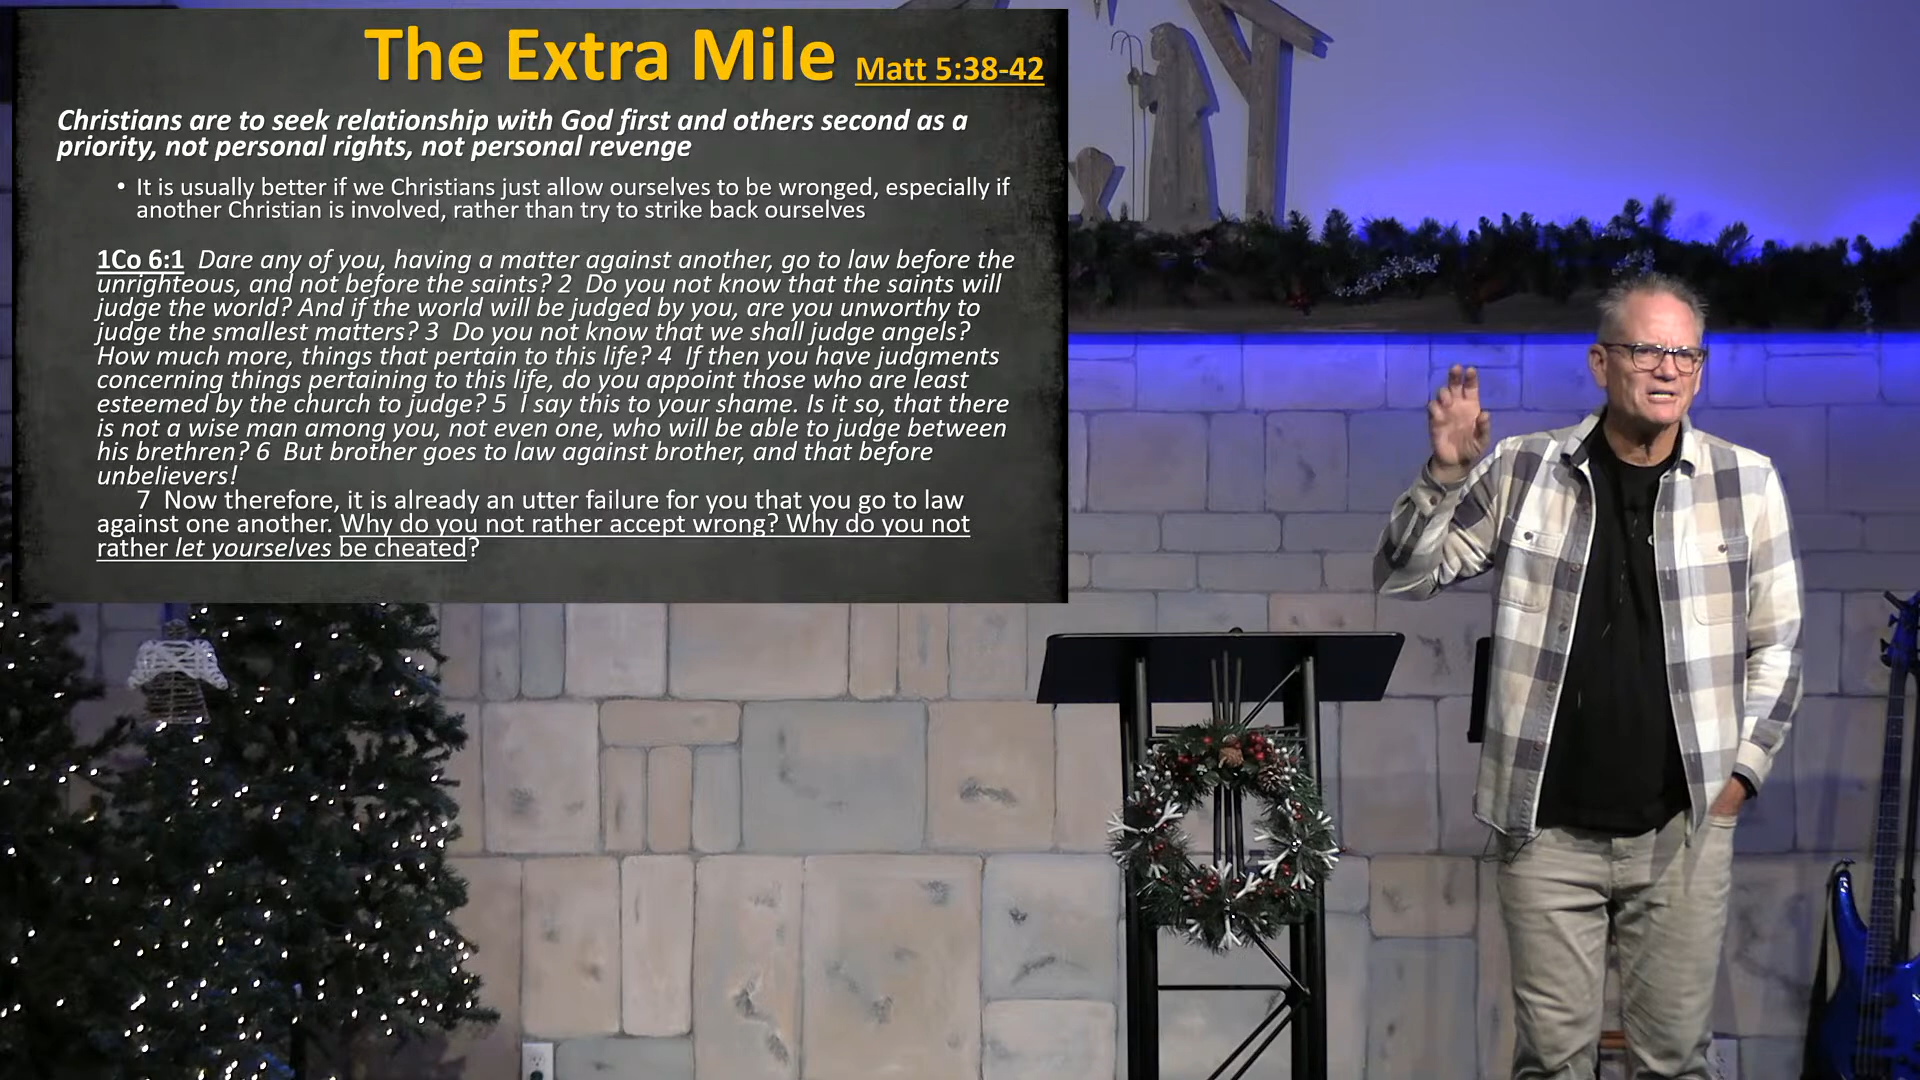 The Extra Mile Matt 5:38-42
Christians are to seek relationship with God first and others second as a
priority, not personal rights, not personal revenge
• It is usually better if we Christians just allow ourselves to be wronged, especially if
another Christian is involved, rather than try to strike back ourselves
1Co 6:1 Dare any of you, having a matter against another, go to law before the
unrighteous, and not before the saints? 2 Do you not know that the saints will
judge the world? And if the world will be judged by you, are you unworthy to
judge the smallest matters? 3 Do you not know that we shall judge angels?
How much more, things that pertain to this life? 4 If then you have judgments
concerning things pertaining to this life, do you appoint those who are least
esteemed by the church to judge? 5 I say this to your shame. Is it so, that there
is not a wise man among you, not even one, who will be able to judge between
his brethren? 6 But brother goes to law against brother, and that before
unbelievers!
7 Now therefore, it is already an utter failure for you that you go to law
against one another. Why do you not rather accept wrong? Why do you not
rather let yourselves be cheated?